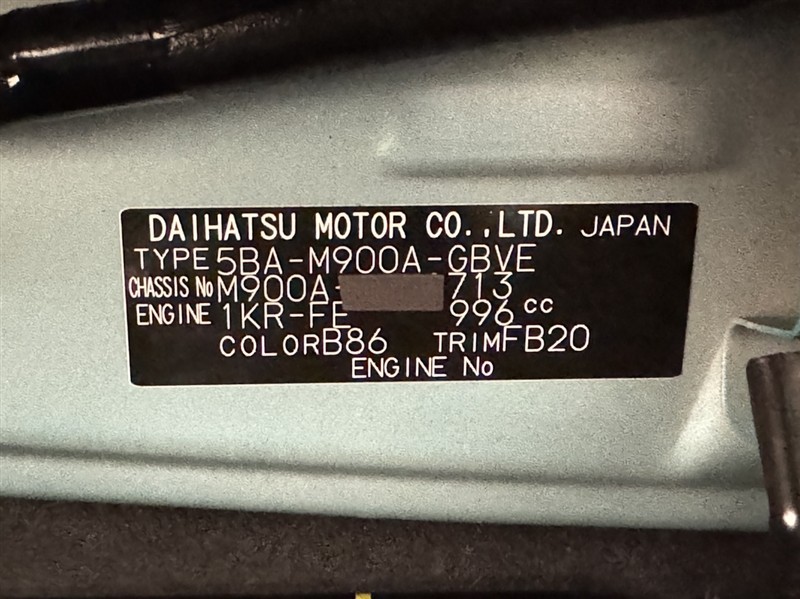 DAIHATSU MOTOR CO.,LTD. JAPAN
TYPE 5BA-M900A-GBVE
CHASSIS No M900A- 713
ENGINE 1KR-FE 996cc
COLOR B86 TRIM FB20
ENGINE No